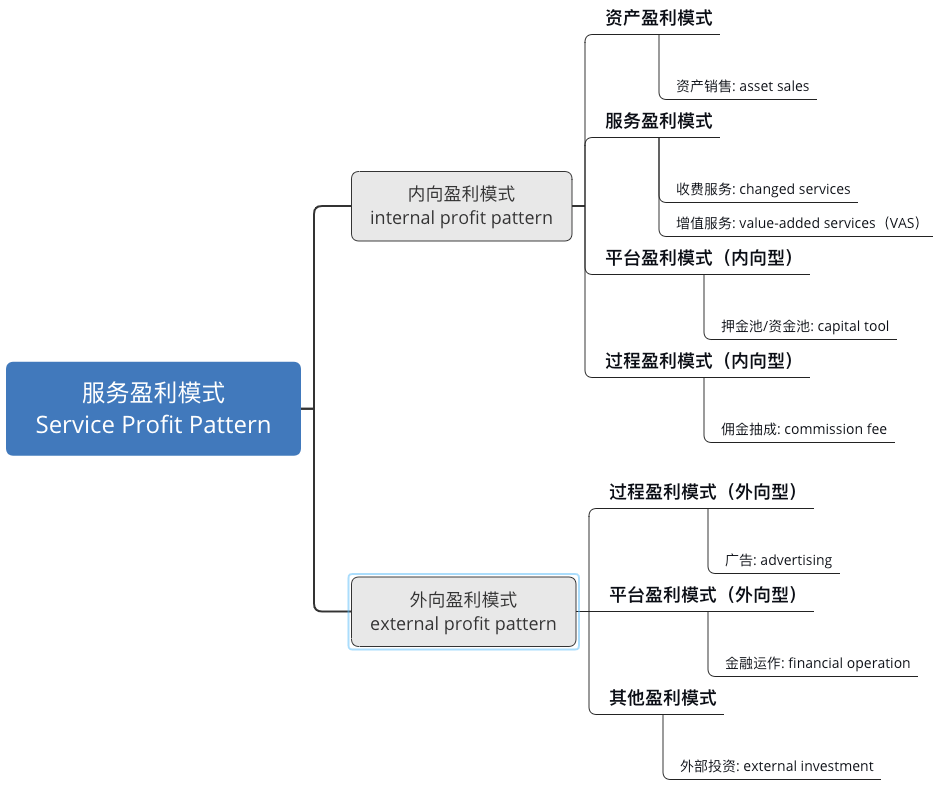 服务盈利模式
Service Profit Pattern
内向盈利模式
internal profit pattern
资产盈利模式
资产销售: asset sales
服务盈利模式
收费服务: changed services
增值服务: value-added services（VAS）
平台盈利模式（内向型）
押金池/资金池: capital tool
过程盈利模式（内向型）
佣金抽成: commission fee
外向盈利模式
external profit pattern
过程盈利模式（外向型）
广告: advertising
平台盈利模式（外向型）
金融运作: financial operation
其他盈利模式
外部投资: external investment